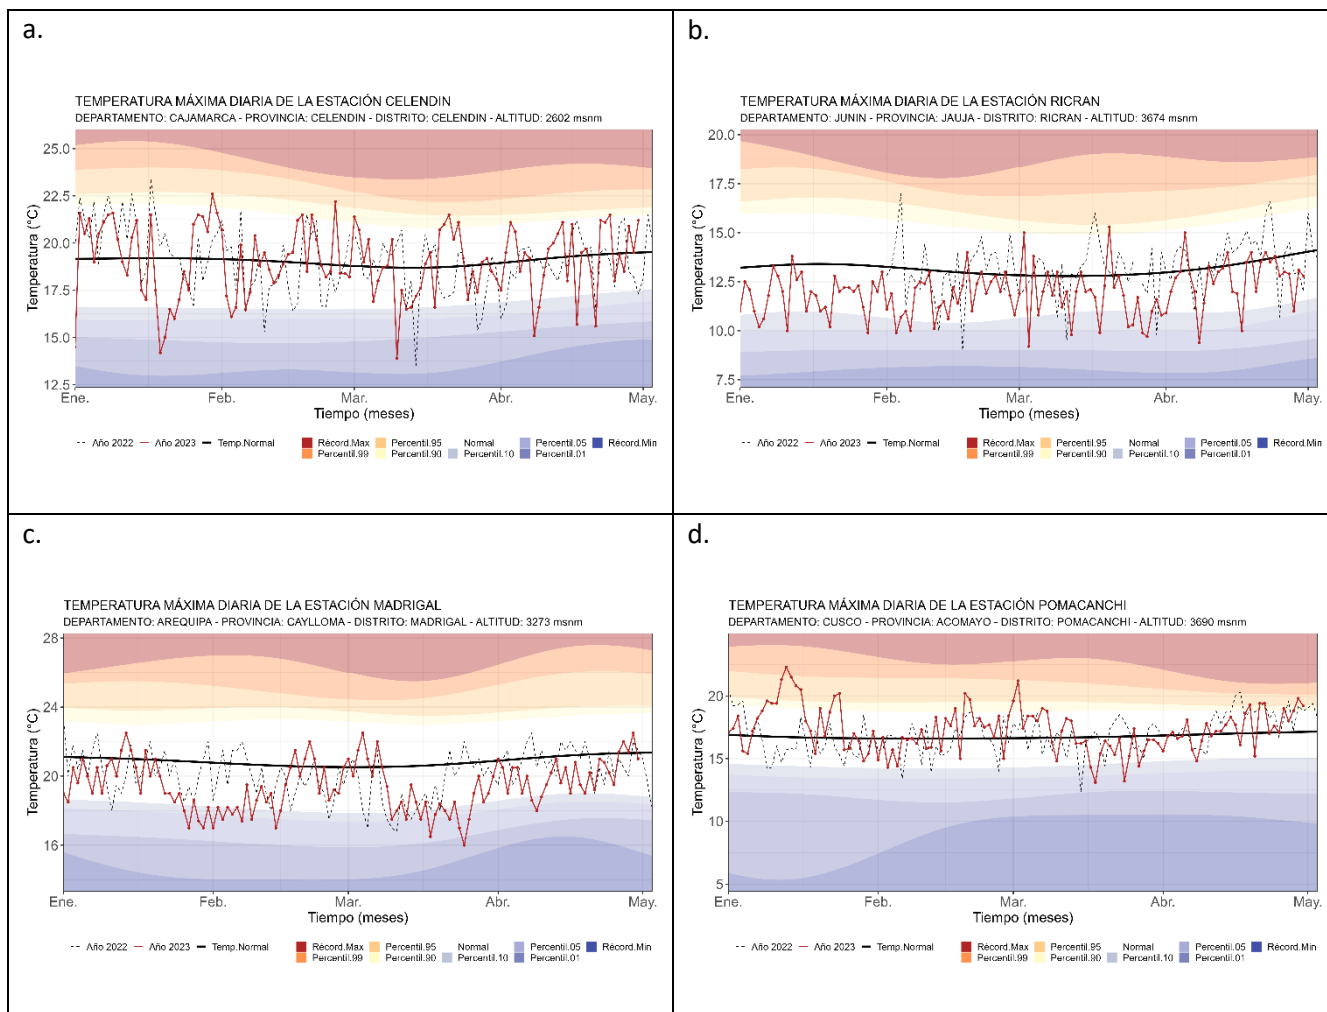 a.
TEMPERATURA MÁXIMA DIARIA DE LA ESTACIÓN CELENDIN
DEPARTAMENTO: CAJAMARCA - PROVINCIA: CELENDIN - DISTRITO: CELENDIN - ALTITUD: 2602 msnm
Temperatura (°C)
25.0
22.5
20.0
17.5
15.0
12.5
Ene. Feb. Mar. Abr. May.
Tiempo (meses)
Año 2022 Año 2023 Temp.Normal Récord.Max Percentil.95 Normal Percentil.05 Récord.Min
Percentil.99 Percentil.90 Percentil.10 Percentil.01
b.
TEMPERATURA MÁXIMA DIARIA DE LA ESTACIÓN RICRAN
DEPARTAMENTO: JUNIN - PROVINCIA: JAUJA - DISTRITO: RICRAN - ALTITUD: 3674 msnm
Temperatura (°C)
20.0
17.5
15.0
12.5
10.0
7.5
Ene. Feb. Mar. Abr. May.
Tiempo (meses)
Año 2022 Año 2023 Temp.Normal Récord.Max Percentil.95 Normal Percentil.05 Récord.Min
Percentil.99 Percentil.90 Percentil.10 Percentil.01
c.
TEMPERATURA MÁXIMA DIARIA DE LA ESTACIÓN MADRIGAL
DEPARTAMENTO: AREQUIPA - PROVINCIA: CAYLLOMA - DISTRITO: MADRIGAL - ALTITUD: 3273 msnm
Temperatura (°C)
28
24
20
16
Ene. Feb. Mar. Abr. May.
Tiempo (meses)
Año 2022 Año 2023 Temp.Normal Récord.Max Percentil.95 Normal Percentil.05 Récord.Min
Percentil.99 Percentil.90 Percentil.10 Percentil.01
d.
TEMPERATURA MÁXIMA DIARIA DE LA ESTACIÓN POMACANCHI
DEPARTAMENTO: CUSCO - PROVINCIA: ACOMAYO - DISTRITO: POMACANCHI - ALTITUD: 3690 msnm
Temperatura (°C)
20
15
10
5
Ene. Feb. Mar. Abr. May.
Tiempo (meses)
Año 2022 Año 2023 Temp.Normal Récord.Max Percentil.95 Normal Percentil.05 Récord.Min
Percentil.99 Percentil.90 Percentil.10 Percentil.01